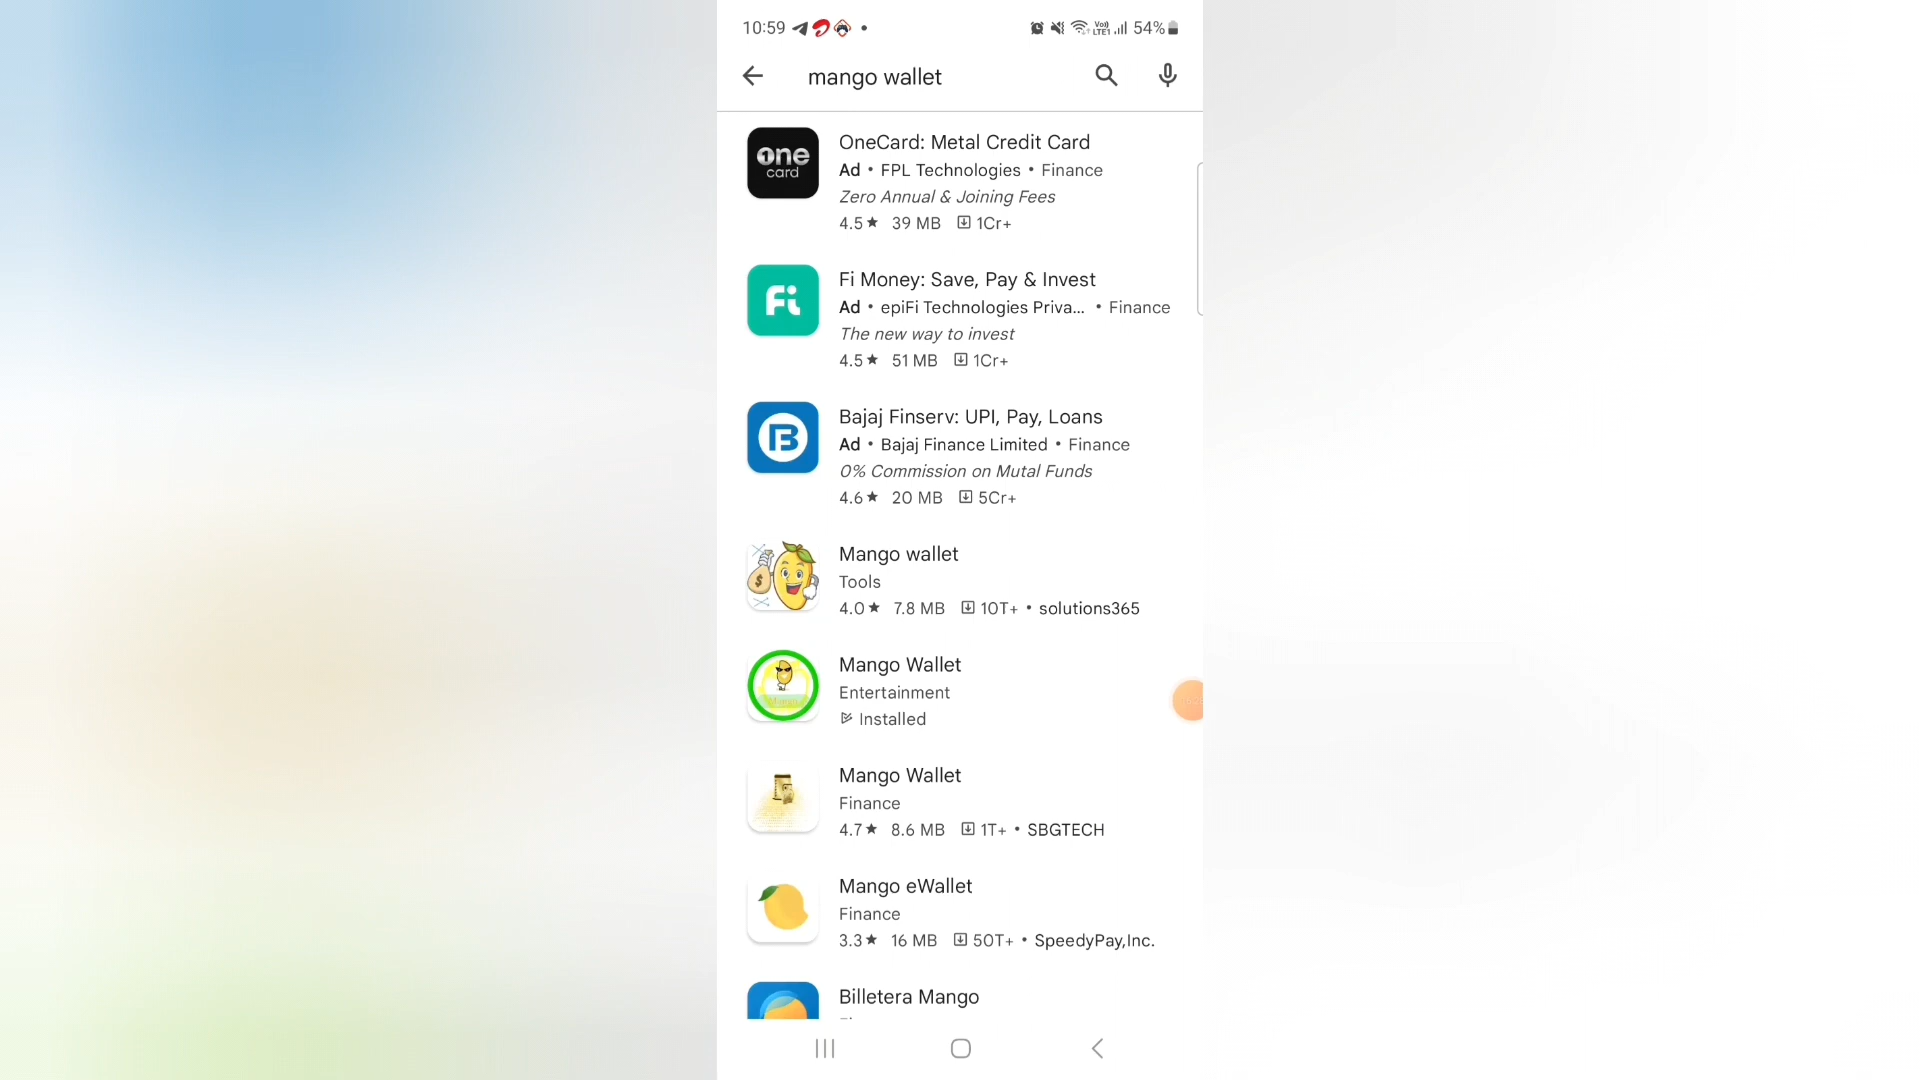 10:59
Vo)) LTE1 54%
mango wallet
one card
OneCard: Metal Credit Card
Ad • FPL Technologies • Finance
Zero Annual & Joining Fees
4.5★ 39 MB 1Cr+
Fi
Fi Money: Save, Pay & Invest
Ad • epiFi Technologies Priva... • Finance
The new way to invest
4.5★ 51 MB 1Cr+
B
Bajaj Finserv: UPI, Pay, Loans
Ad • Bajaj Finance Limited • Finance
0% Commission on Mutal Funds
4.6★ 20 MB 5Cr+
$
Mango wallet
Tools
4.0★ 7.8 MB 10T+ • solutions365
Mango Wallet
Entertainment
Installed
Mango Wallet
Finance
4.7★ 8.6 MB 1T+ • SBGTECH
Mango eWallet
Finance
3.3★ 16 MB 50T+ • SpeedyPay,Inc.
Billetera Mango